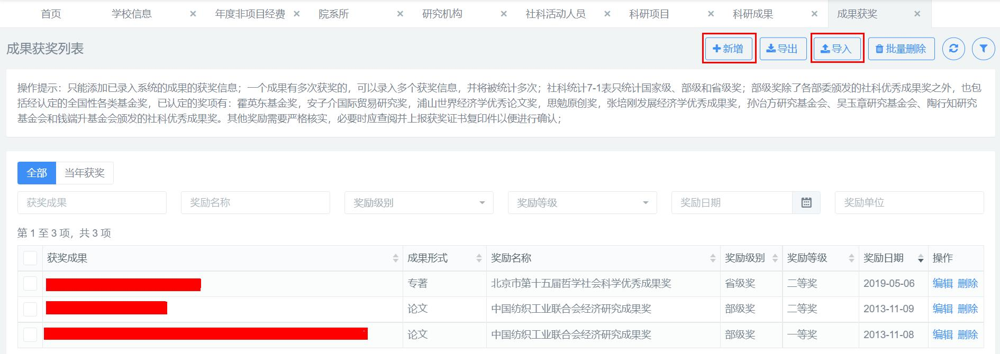 首页 学校信息 × 年度非项目经费 × 院系所 × 研究机构 × 社科活动人员 × 科研项目 × 科研成果 × 成果获奖 ×
成果获奖列表 新增 导出 导入 批量删除
操作提示：只能添加已录入系统的成果的获奖信息；一个成果有多次获奖的，可以录入多个获奖信息，并将被统计多次；社科统计7-1表只统计国家级、部级和省级奖；部级奖除了各部委颁发的社科优秀成果奖之外，也包
括经认定的全国性各类基金奖，已认定的奖项有：霍英东基金奖，安子介国际贸易研究奖，浦山世界经济学优秀论文奖，思勉原创奖，张培刚发展经济学优秀成果奖，孙冶方研究基金会、吴玉章研究基金会、陶行知研究
基金会和钱端升基金会颁发的社科优秀成果奖。其他奖励需要严格核实，必要时应查阅并上报获奖证书复印件以便进行确认；
全部 当年获奖
获奖成果 奖励名称 奖励级别 奖励等级 奖励日期 奖励单位
第 1 至 3 项，共 3 项
获奖成果 成果形式 奖励名称 奖励级别 奖励等级 奖励日期 操作
专著 北京市第十五届哲学社会科学优秀成果奖 省级奖 二等奖 2019-05-06 编辑 删除
论文 中国纺织工业联合会经济研究成果奖 部级奖 二等奖 2013-11-09 编辑 删除
论文 中国纺织工业联合会经济研究成果奖 部级奖 一等奖 2013-11-08 编辑 删除